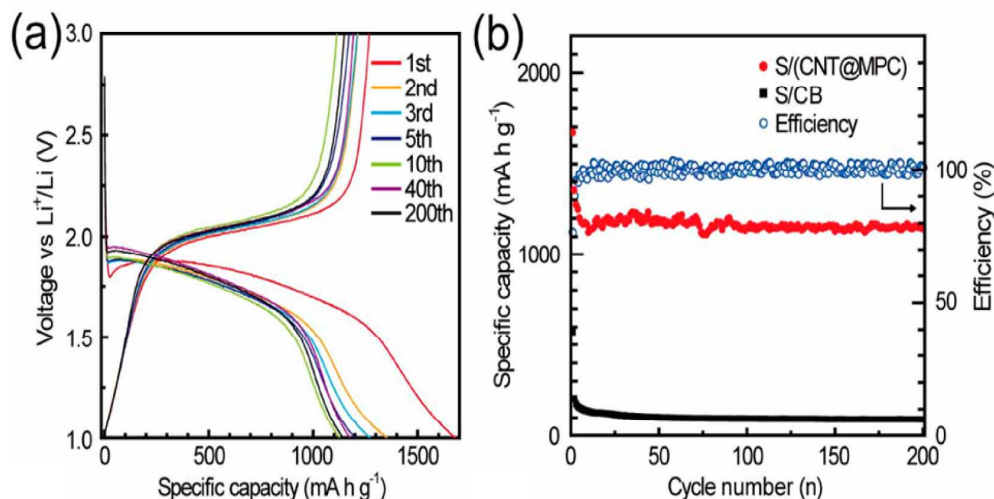 (a)
3.0
2.5
2.0
1.5
1.0
Voltage vs Li⁺/Li (V)
1st
2nd
3rd
5th
10th
40th
200th
0
500
1000
1500
Specific capacity (mA h g⁻¹)
(b)
2000
1000
0
Specific capacity (mA h g⁻¹)
S/(CNT@MPC)
S/CB
Efficiency
100
50
0
Efficiency (%)
0
50
100
150
200
Cycle number (n)